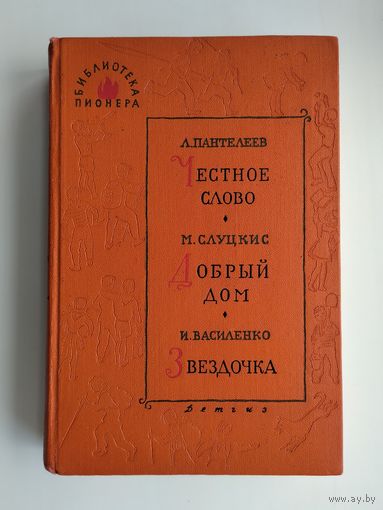 БИБЛИОТЕКА
ПИОНЕРА
Л. ПАНТЕЛЕЕВ
ЧЕСТНОЕ
СЛОВО
М. СЛУЦКИС
ДОБРЫЙ
ДОМ
И. ВАСИЛЕНКО
ЗВЕЗДОЧКА
Детгиз
www.ay.by